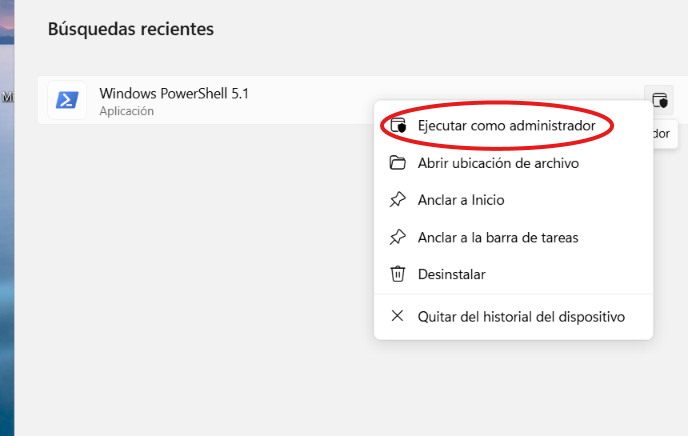 Búsquedas recientes
Windows PowerShell 5.1
Aplicación
Ejecutar como administrador
dor
Abrir ubicación de archivo
Anclar a Inicio
Anclar a la barra de tareas
Desinstalar
Quitar del historial del dispositivo